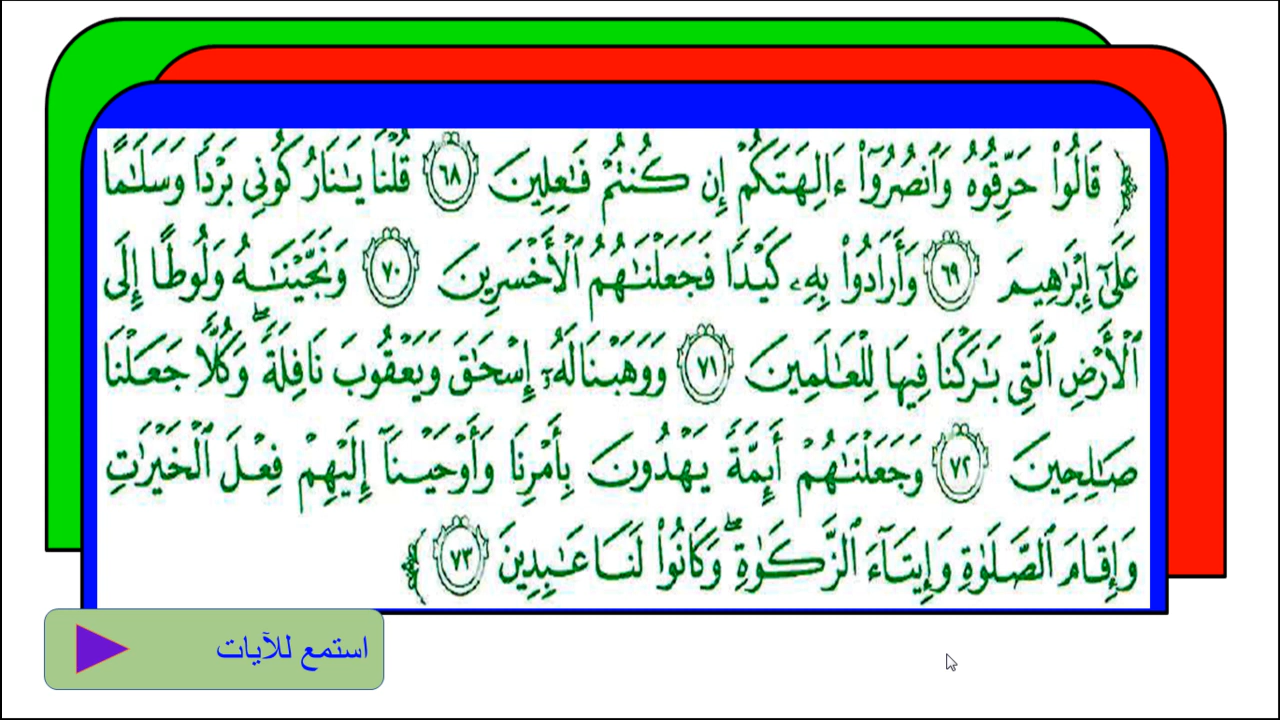 ﴿ قَالُوا۟ حَرِّقُوهُ وَٱنصُرُوٓا۟ ءَالِهَتَكُمْ إِن كُنتُمْ فَـٰعِلِينَ ٦٨ قُلْنَا يَـٰنَارُ كُونِى بَرْدًا وَسَلَـٰمًا
عَلَىٰٓ إِبْرَٰهِيمَ ٦٩ وَأَرَادُوا۟ بِهِۦ كَيْدًا فَجَعَلْنَـٰهُمُ ٱلْأَخْسَرِينَ ٧٠ وَنَجَّيْنَـٰهُ وَلُوطًا إِلَى
ٱلْأَرْضِ ٱلَّتِى بَـٰرَكْنَا فِيهَا لِلْعَـٰلَمِينَ ٧١ وَوَهَبْنَا لَهُۥٓ إِسْحَـٰقَ وَيَعْقُوبَ نَافِلَةً ۖ وَكُلًّا جَعَلْنَا
صَـٰلِحِينَ ٧٢ وَجَعَلْنَـٰهُمْ أَئِمَّةً يَهْدُونَ بِأَمْرِنَا وَأَوْحَيْنَآ إِلَيْهِمْ فِعْلَ ٱلْخَيْرَٰتِ
وَإِقَامَ ٱلصَّلَوٰةِ وَإِيتَآءَ ٱلزَّكَوٰةِ ۖ وَكَانُوا۟ لَنَا عَـٰبِدِينَ ٧٣ ﴾
استمع للآيات